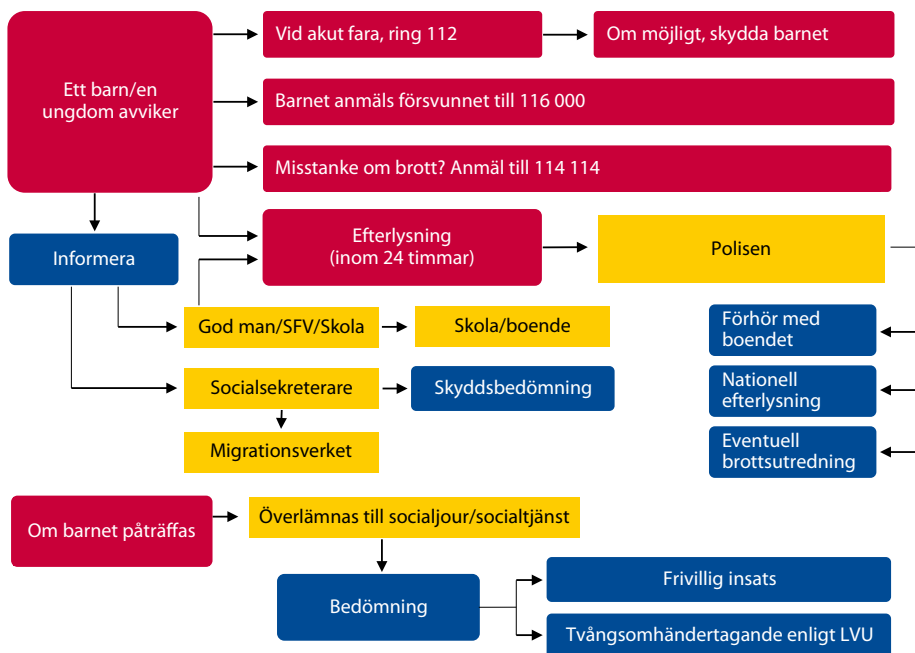 Ett barn/en
ungdom avviker
Vid akut fara, ring 112
Om möjligt, skydda barnet
Barnet anmäls försvunnet till 116 000
Misstanke om brott? Anmäl till 114 114
Efterlysning
(inom 24 timmar)
Polisen
Informera
God man/SFV/Skola
Skola/boende
Förhör med
boendet
Socialsekreterare
Skyddsbedömning
Nationell
efterlysning
Migrationsverket
Eventuell
brottsutredning
Om barnet påträffas
Överlämnas till socialjour/socialtjänst
Bedömning
Frivillig insats
Tvångsomhändertagande enligt LVU